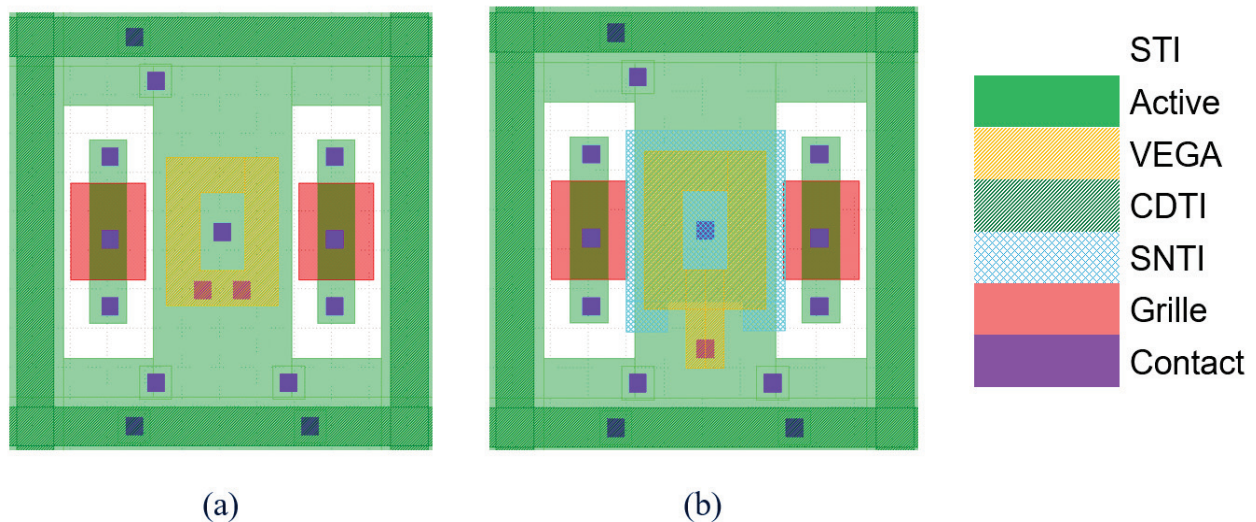 STI
Active
VEGA
CDTI
SNTI
Grille
Contact
(a)
(b)